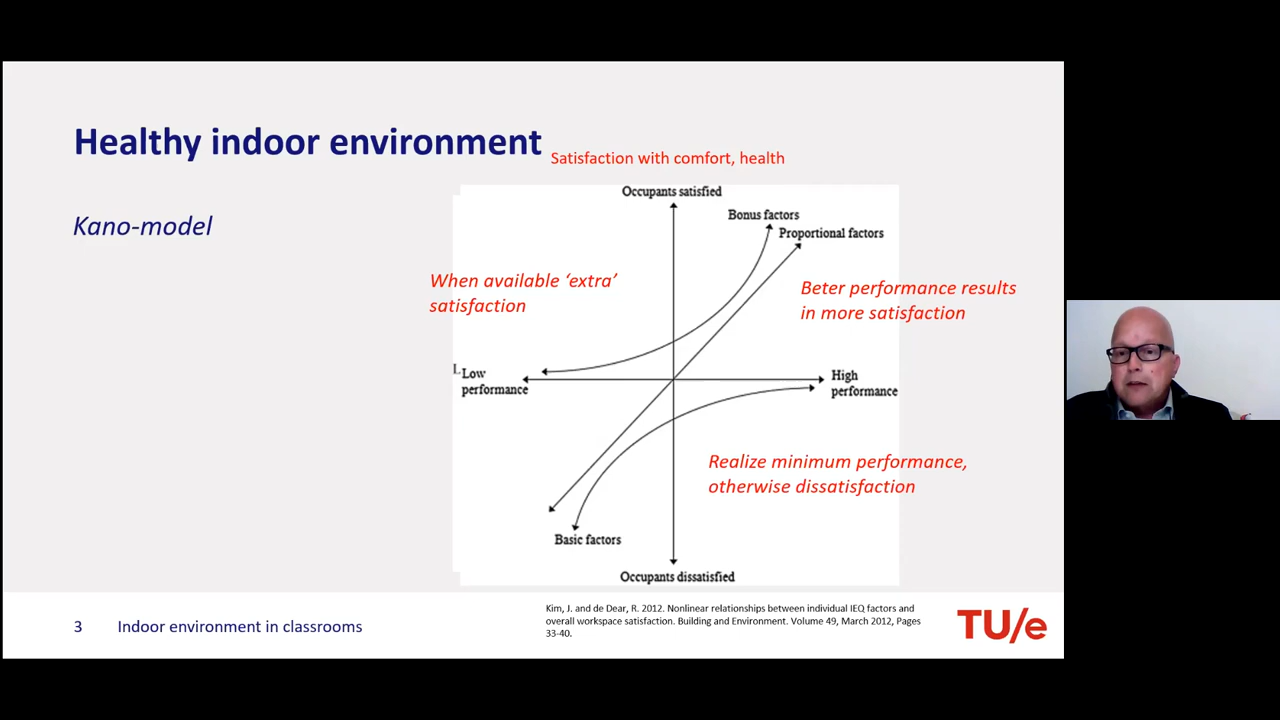 Healthy indoor environment
Satisfaction with comfort, health
Kano-model
Occupants satisfied
Bonus factors
Proportional factors
When available ‘extra’
satisfaction
Beter performance results
in more satisfaction
L Low
performance
High
performance
Realize minimum performance,
otherwise dissatisfaction
Basic factors
Occupants dissatisfied
Kim, J. and de Dear, R. 2012. Nonlinear relationships between individual IEQ factors and
overall workspace satisfaction. Building and Environment. Volume 49, March 2012, Pages
33-40.
3 Indoor environment in classrooms
TU/e